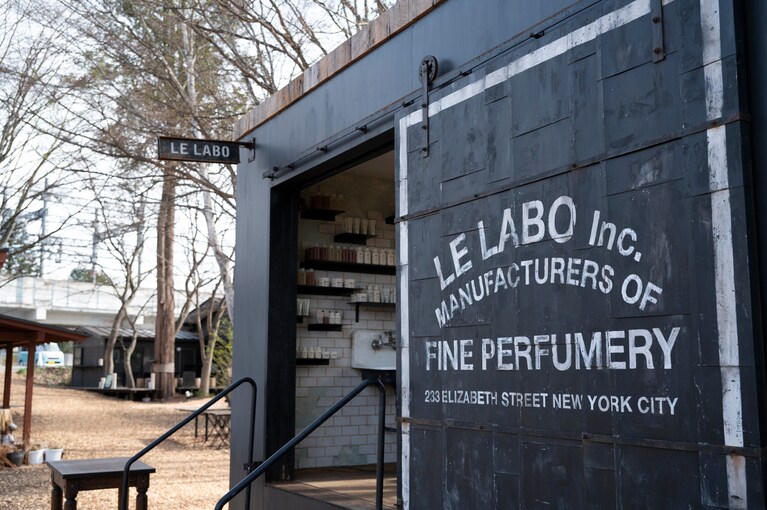 LE LABO
LE LABO Inc.
MANUFACTURERS OF
FINE PERFUMERY
233 ELIZABETH STREET NEW YORK CITY